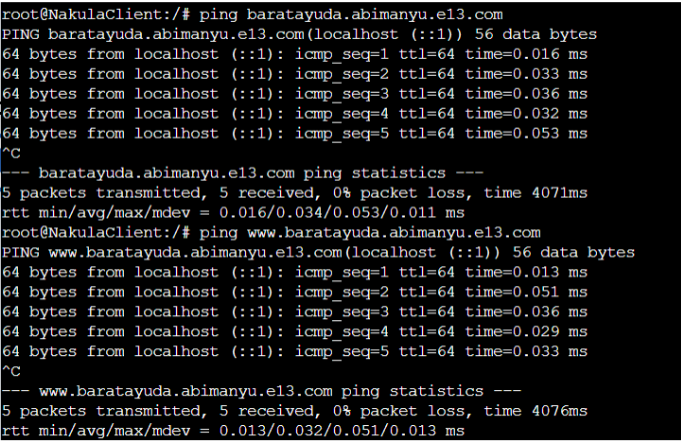 root@NakulaClient:/# ping baratayuda.abimanyu.e13.com
PING baratayuda.abimanyu.e13.com(localhost (::1)) 56 data bytes
64 bytes from localhost (::1): icmp_seq=1 ttl=64 time=0.016 ms
64 bytes from localhost (::1): icmp_seq=2 ttl=64 time=0.033 ms
64 bytes from localhost (::1): icmp_seq=3 ttl=64 time=0.036 ms
64 bytes from localhost (::1): icmp_seq=4 ttl=64 time=0.032 ms
64 bytes from localhost (::1): icmp_seq=5 ttl=64 time=0.053 ms
^C
--- baratayuda.abimanyu.e13.com ping statistics ---
5 packets transmitted, 5 received, 0% packet loss, time 4071ms
rtt min/avg/max/mdev = 0.016/0.034/0.053/0.011 ms
root@NakulaClient:/# ping www.baratayuda.abimanyu.e13.com
PING www.baratayuda.abimanyu.e13.com(localhost (::1)) 56 data bytes
64 bytes from localhost (::1): icmp_seq=1 ttl=64 time=0.013 ms
64 bytes from localhost (::1): icmp_seq=2 ttl=64 time=0.051 ms
64 bytes from localhost (::1): icmp_seq=3 ttl=64 time=0.036 ms
64 bytes from localhost (::1): icmp_seq=4 ttl=64 time=0.029 ms
64 bytes from localhost (::1): icmp_seq=5 ttl=64 time=0.033 ms
^C
--- www.baratayuda.abimanyu.e13.com ping statistics ---
5 packets transmitted, 5 received, 0% packet loss, time 4076ms
rtt min/avg/max/mdev = 0.013/0.032/0.051/0.013 ms